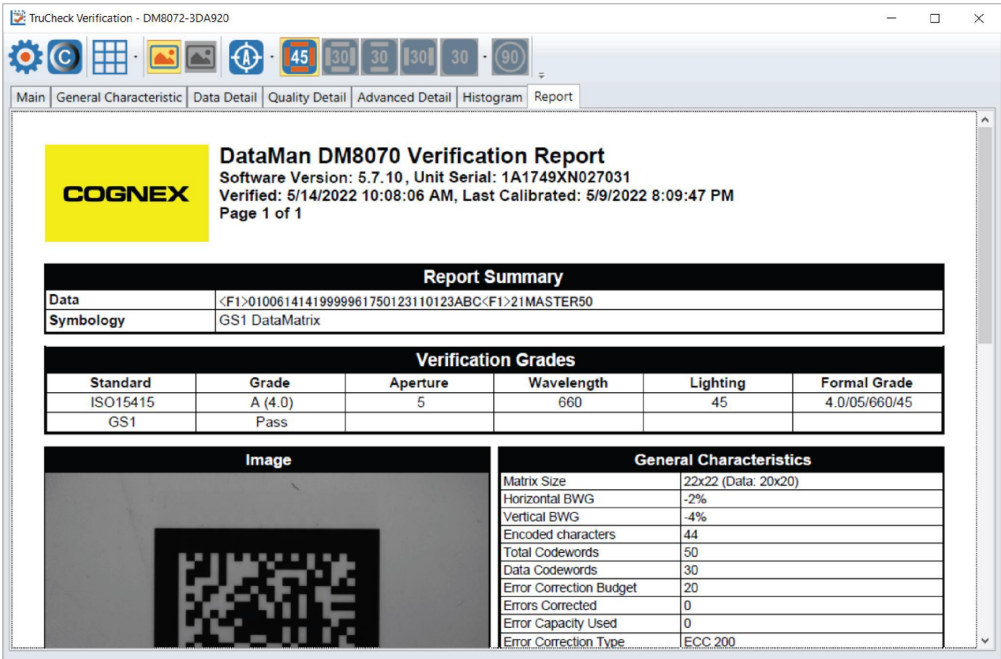 TruCheck Verification - DM8072-3DA920
C A 45 30 30 30 30 90
Main General Characteristic Data Detail Quality Detail Advanced Detail Histogram Report
COGNEX
DataMan DM8070 Verification Report
Software Version: 5.7.10, Unit Serial: 1A1749XN027031
Verified: 5/14/2022 10:08:06 AM, Last Calibrated: 5/9/2022 8:09:47 PM
Page 1 of 1
Report Summary
Data <F1>01006141419999961750123110123ABC<F1>21MASTER50
Symbology GS1 DataMatrix
Verification Grades
Standard Grade Aperture Wavelength Lighting Formal Grade
ISO15415 A (4.0) 5 660 45 4.0/05/660/45
GS1 Pass
Image
General Characteristics
Matrix Size 22x22 (Data: 20x20)
Horizontal BWG -2%
Vertical BWG -4%
Encoded characters 44
Total Codewords 50
Data Codewords 30
Error Correction Budget 20
Errors Corrected 0
Error Capacity Used 0
Error Correction Type ECC 200